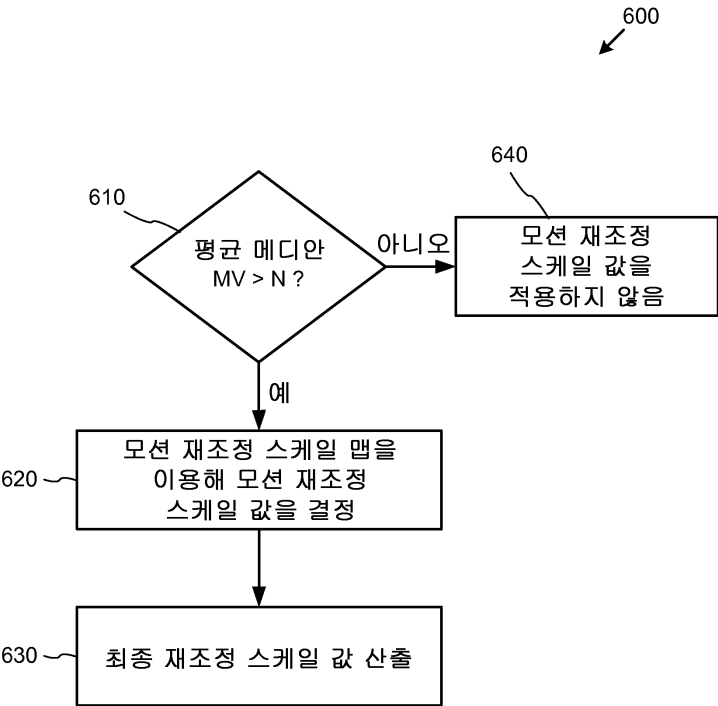 600
610
평균 메디안
MV > N ?
아니오
640
모션 재조정
스케일 값을
적용하지 않음
예
620
모션 재조정 스케일 맵을
이용해 모션 재조정
스케일 값을 결정
630
최종 재조정 스케일 값 산출